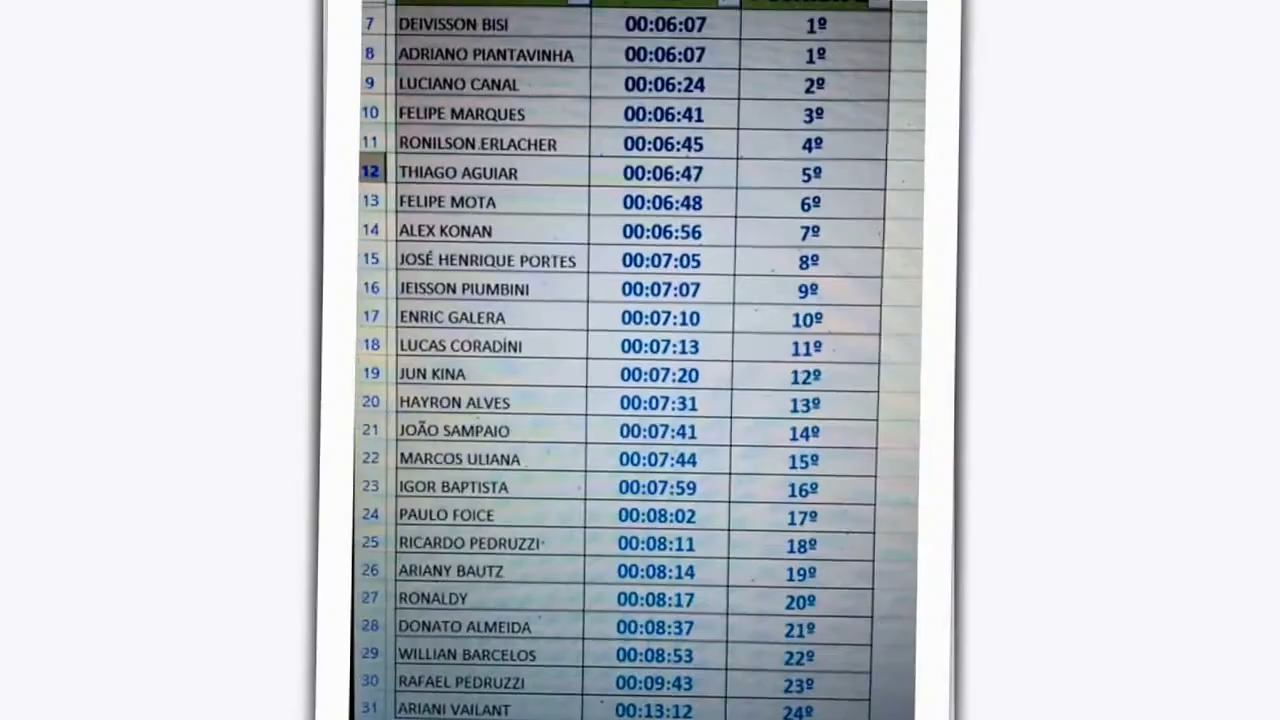 7 DEIVISSON BISI 00:06:07 1º
8 ADRIANO PIANTAVINHA 00:06:07 1º
9 LUCIANO CANAL 00:06:24 2º
10 FELIPE MARQUES 00:06:41 3º
11 RONILSON ERLACHER 00:06:45 4º
12 THIAGO AGUIAR 00:06:47 5º
13 FELIPE MOTA 00:06:48 6º
14 ALEX KONAN 00:06:56 7º
15 JOSÉ HENRIQUE PORTES 00:07:05 8º
16 JEISSON PIUMBINI 00:07:07 9º
17 ENRIC GALERA 00:07:10 10º
18 LUCAS CORADINI 00:07:13 11º
19 JUN KINA 00:07:20 12º
20 HAYRON ALVES 00:07:31 13º
21 JOÃO SAMPAIO 00:07:41 14º
22 MARCOS ULIANA 00:07:44 15º
23 IGOR BAPTISTA 00:07:59 16º
24 PAULO FOICE 00:08:02 17º
25 RICARDO PEDRUZZI 00:08:11 18º
26 ARIANY BAUTZ 00:08:14 19º
27 RONALDY 00:08:17 20º
28 DONATO ALMEIDA 00:08:37 21º
29 WILLIAN BARCELOS 00:08:53 22º
30 RAFAEL PEDRUZZI 00:09:43 23º
31 ARIANI VAILANT 00:13:12 24º